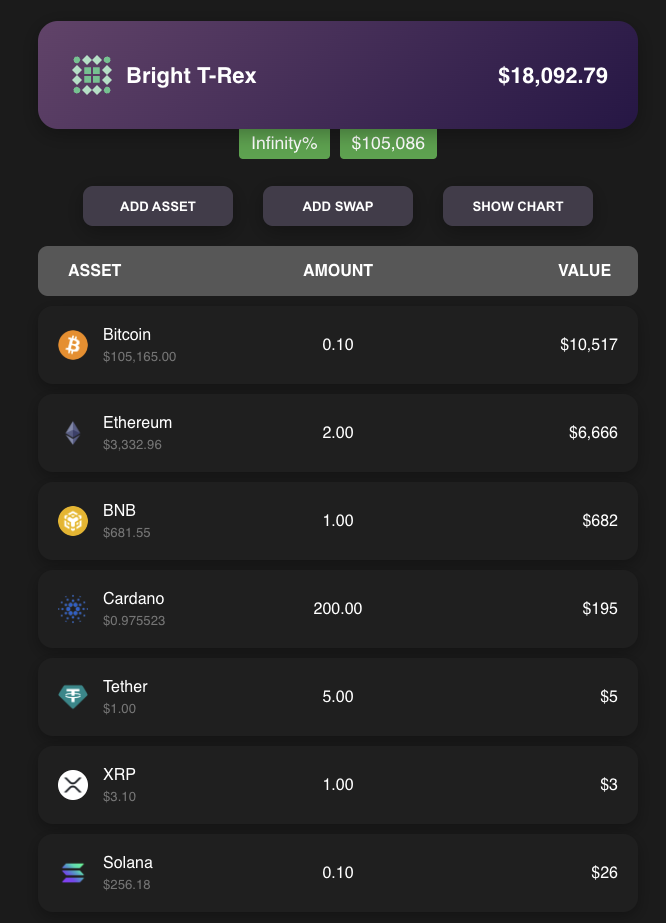 Bright T-Rex $18,092.79
Infinity% $105,086
ADD ASSET ADD SWAP SHOW CHART
ASSET AMOUNT VALUE
Bitcoin 0.10 $10,517
$105,165.00
Ethereum 2.00 $6,666
$3,332.96
BNB 1.00 $682
$681.55
Cardano 200.00 $195
$0.975523
Tether 5.00 $5
$1.00
XRP 1.00 $3
$3.10
Solana 0.10 $26
$256.18